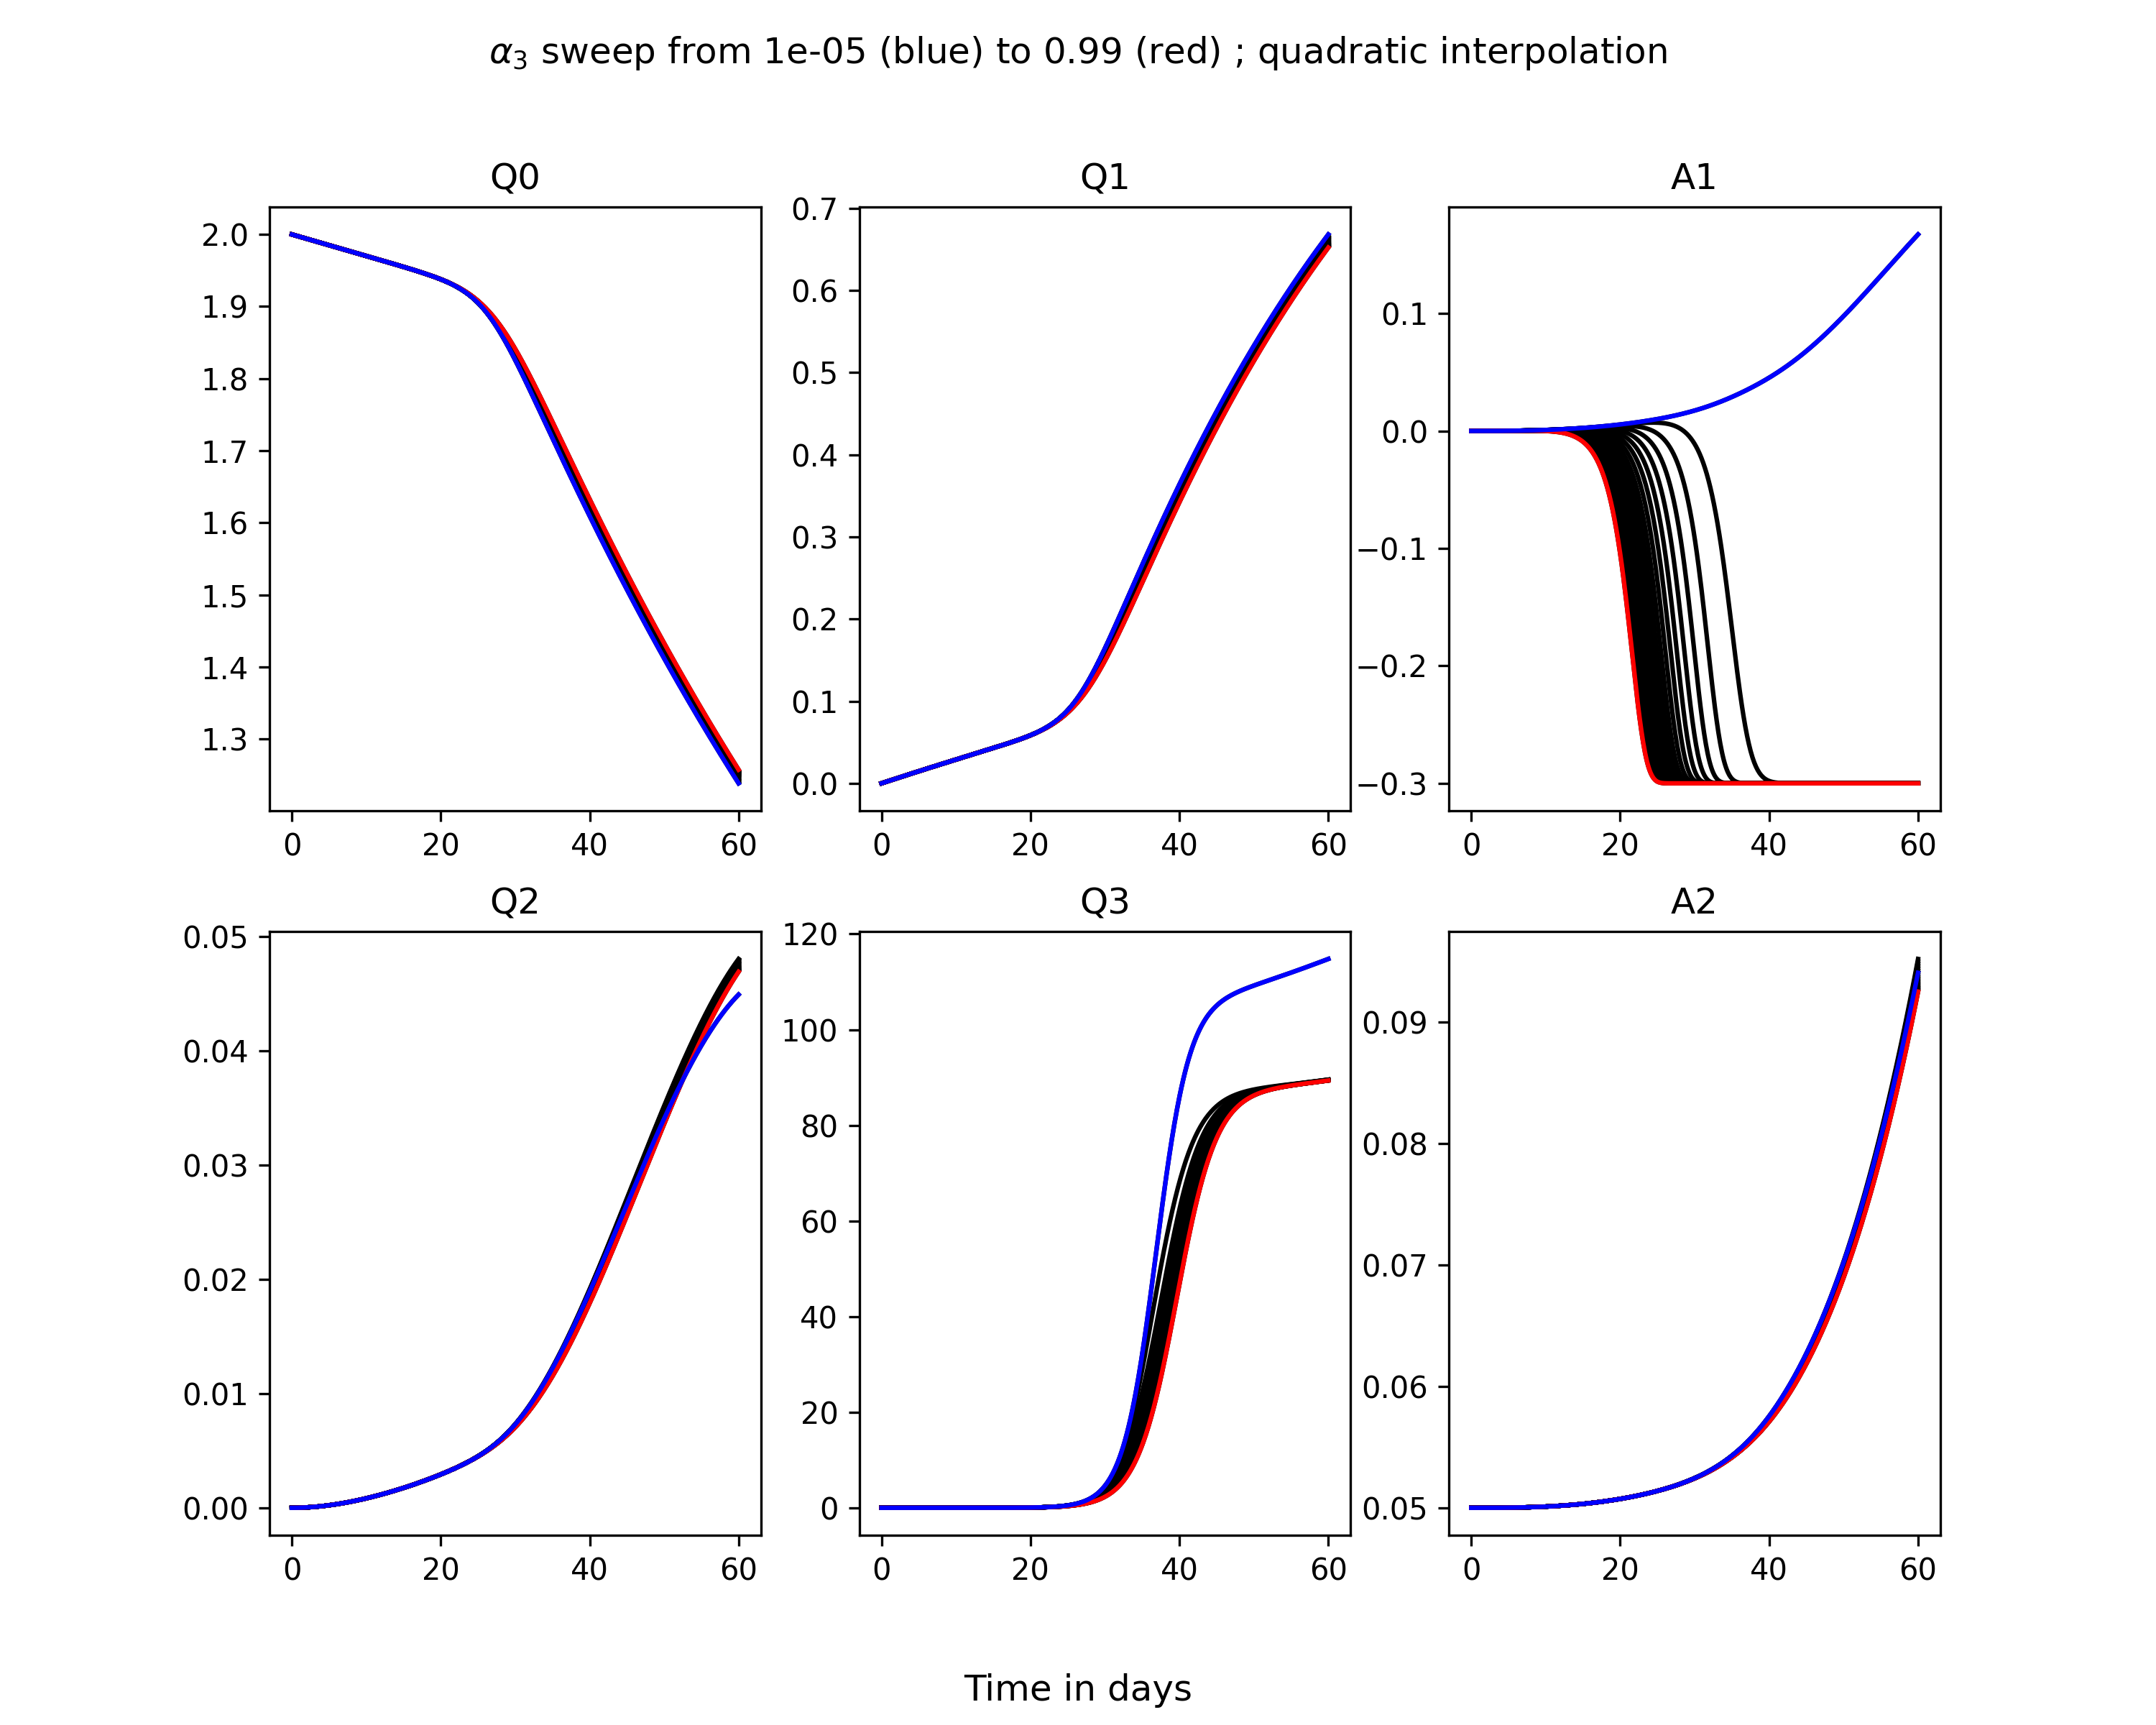 α₃ sweep from 1e-05 (blue) to 0.99 (red) ; quadratic interpolation
Q0
Q1
A1
2.0
1.9
1.8
1.7
1.6
1.5
1.4
1.3
0 20 40 60
0.7
0.6
0.5
0.4
0.3
0.2
0.1
0.0
0 20 40 60
0.1
0.0
−0.1
−0.2
−0.3
0 20 40 60
Q2
Q3
A2
0.05
0.04
0.03
0.02
0.01
0.00
0 20 40 60
120
100
80
60
40
20
0
0 20 40 60
0.09
0.08
0.07
0.06
0.05
0 20 40 60
Time in days